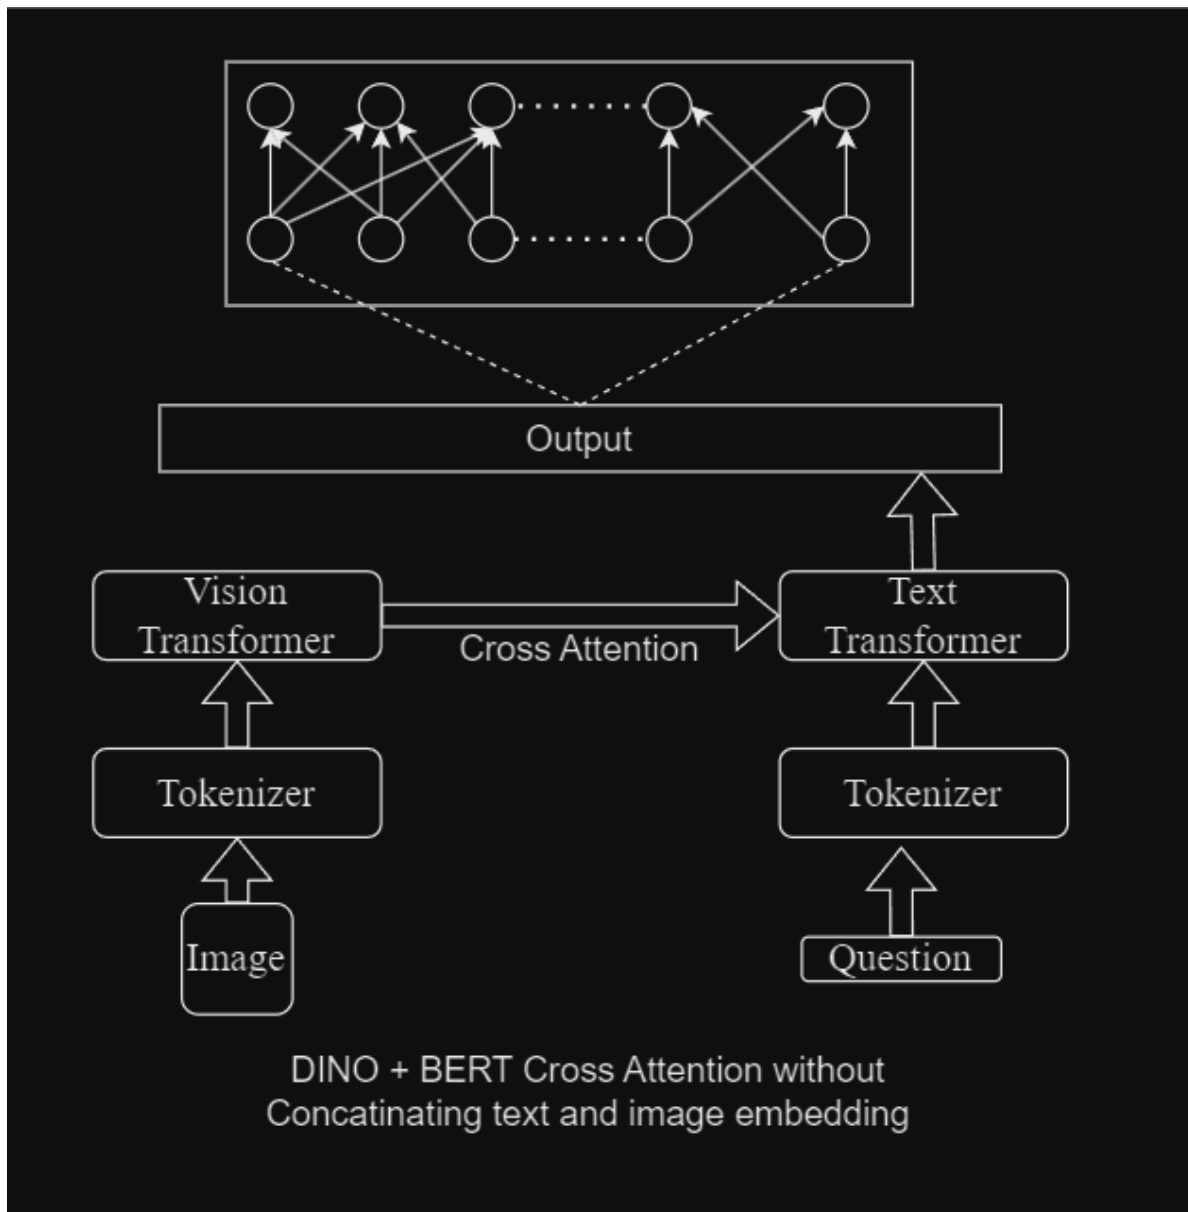 Output
Vision
Transformer
Cross Attention
Text
Transformer
Tokenizer
Tokenizer
Image
Question
DINO + BERT Cross Attention without
Concatinating text and image embedding